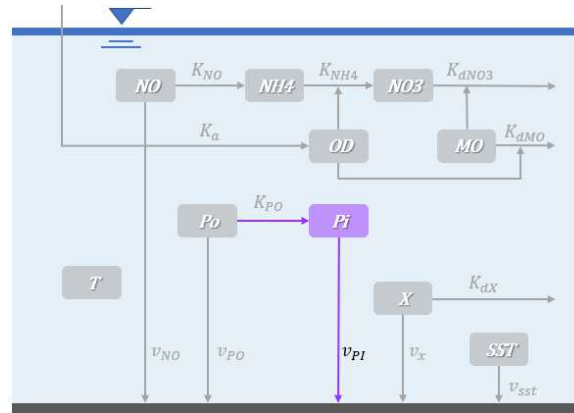 K_NO K_NH4 K_dNO3
NO NH4 NO3
K_a K_dMO
OD MO
K_PO
Po Pi
K_dX
T X
v_NO v_PO v_PI v_x SST
v_sst